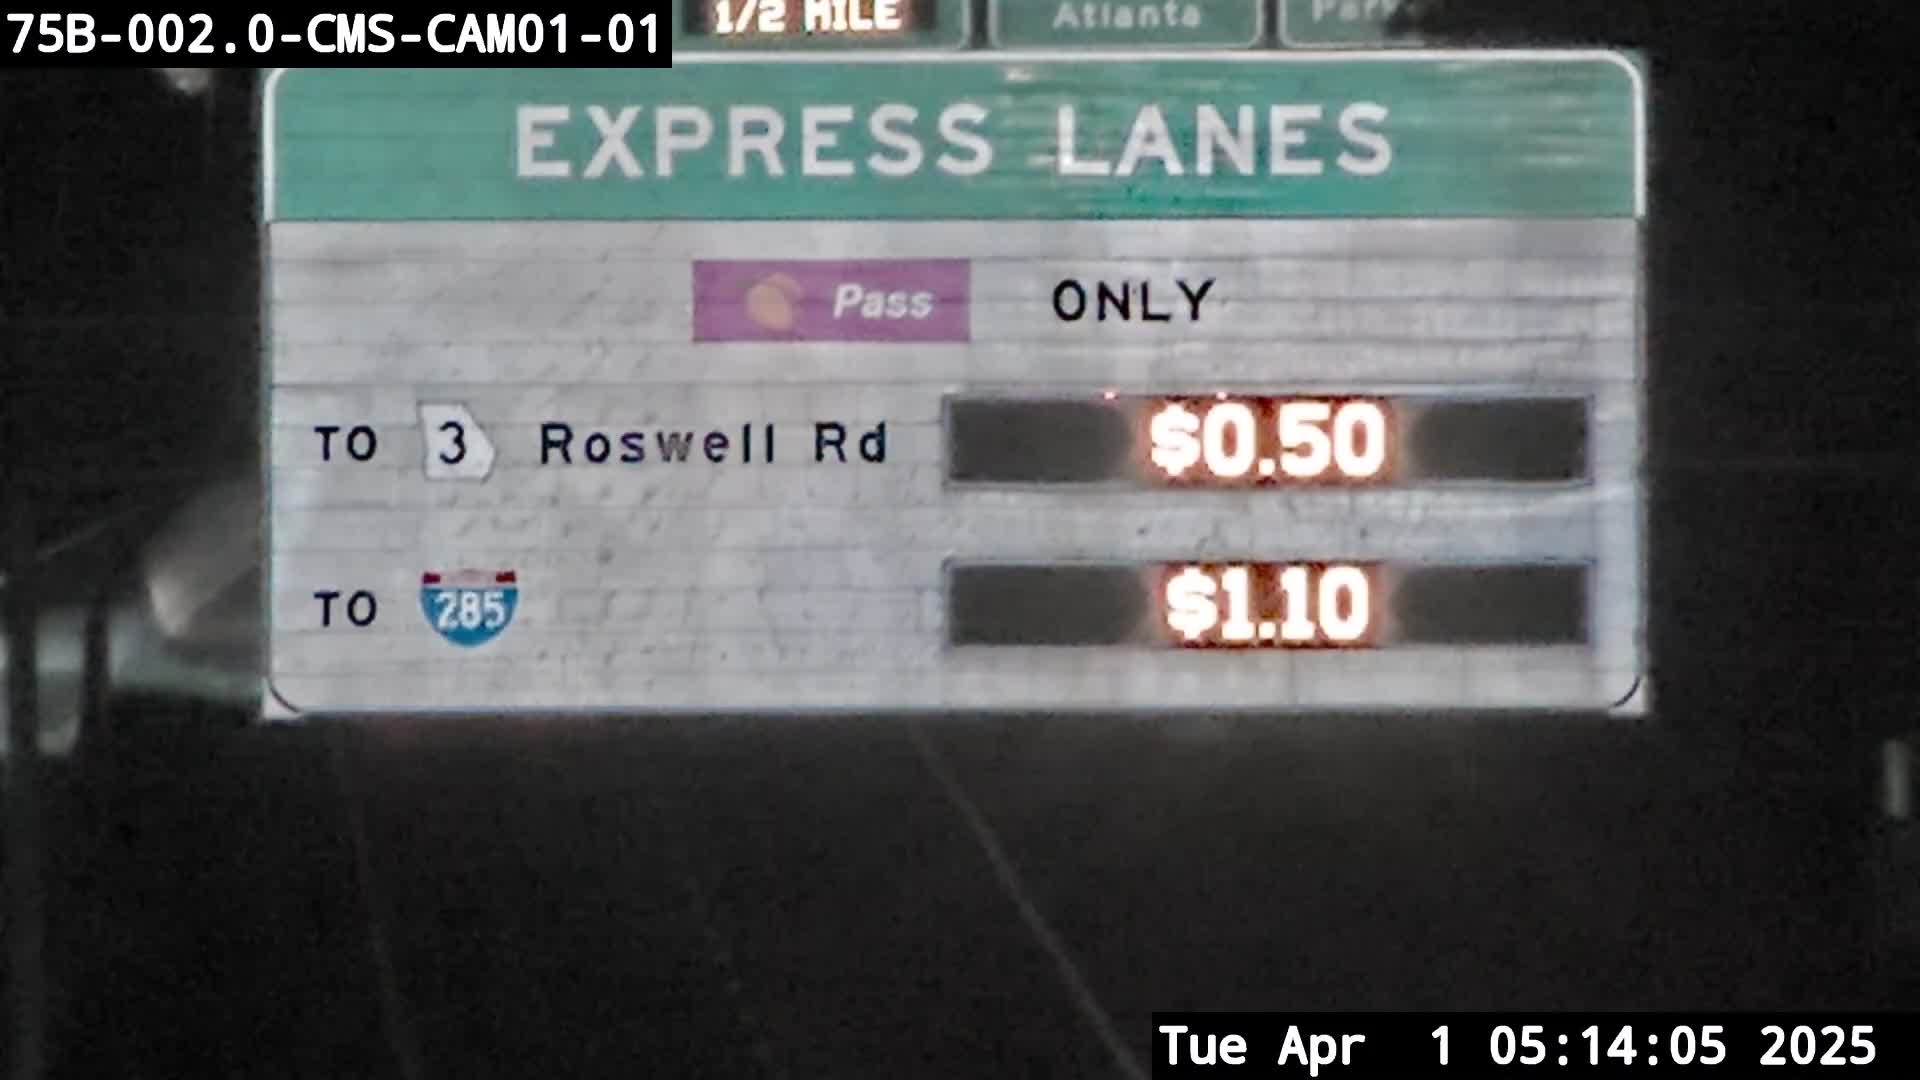 75B-002.0-CMS-CAM01-01
1/2 MILE
Atlanta
Park
EXPRESS LANES
Pass ONLY
TO 3 Roswell Rd $0.50
TO 285 $1.10
Tue Apr 1 05:14:05 2025